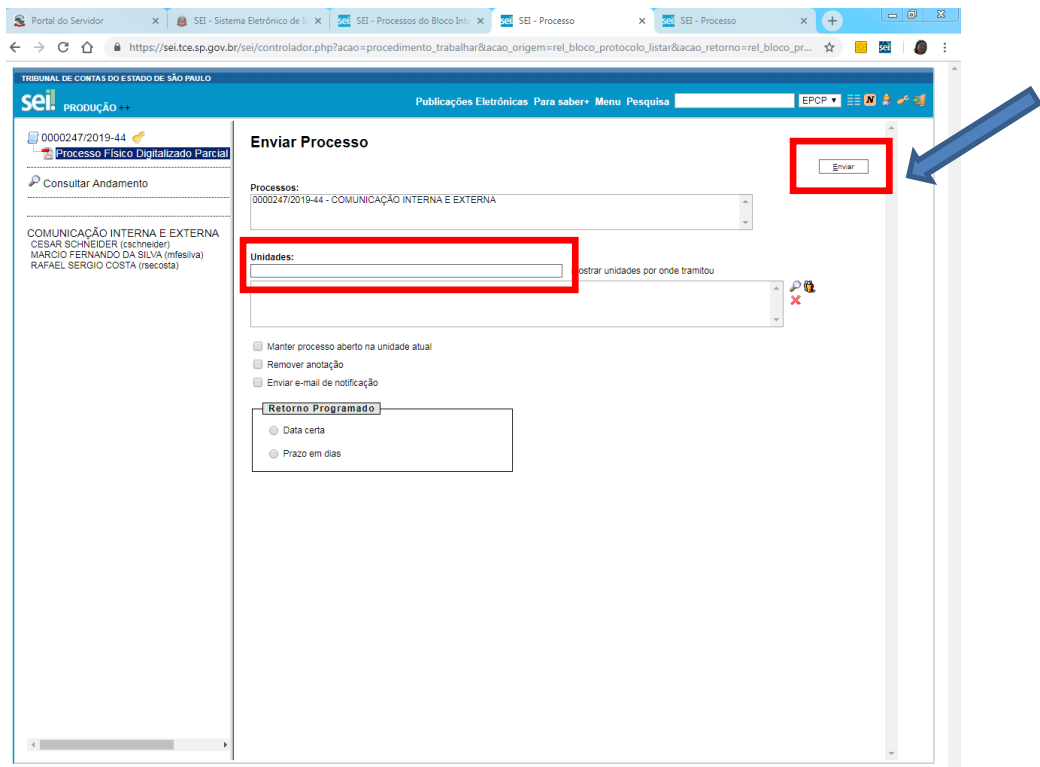 Portal do Servidor
SEI - Sistema Eletrônico de I
SEI - Processos do Bloco Inte
SEI - Processo
SEI - Processo
https://sei.tce.sp.gov.br/sei/controlador.php?acao=procedimento_trabalhar&acao_origem=rel_bloco_protocolo_listar&acao_retorno=rel_bloco_pr...
TRIBUNAL DE CONTAS DO ESTADO DE SÃO PAULO
sei! PRODUÇÃO ++
Publicações Eletrônicas Para saber+ Menu Pesquisa
EPCP
0000247/2019-44
Processo Físico Digitalizado Parcial
Consultar Andamento
COMUNICAÇÃO INTERNA E EXTERNA
CESAR SCHNEIDER (cschneider)
MARCIO FERNANDO DA SILVA (mfesilva)
RAFAEL SERGIO COSTA (rsecosta)
Enviar Processo
Enviar
Processos:
0000247/2019-44 - COMUNICAÇÃO INTERNA E EXTERNA
Unidades:
ostrar unidades por onde tramitou
Manter processo aberto na unidade atual
Remover anotação
Enviar e-mail de notificação
Retorno Programado
Data certa
Prazo em dias